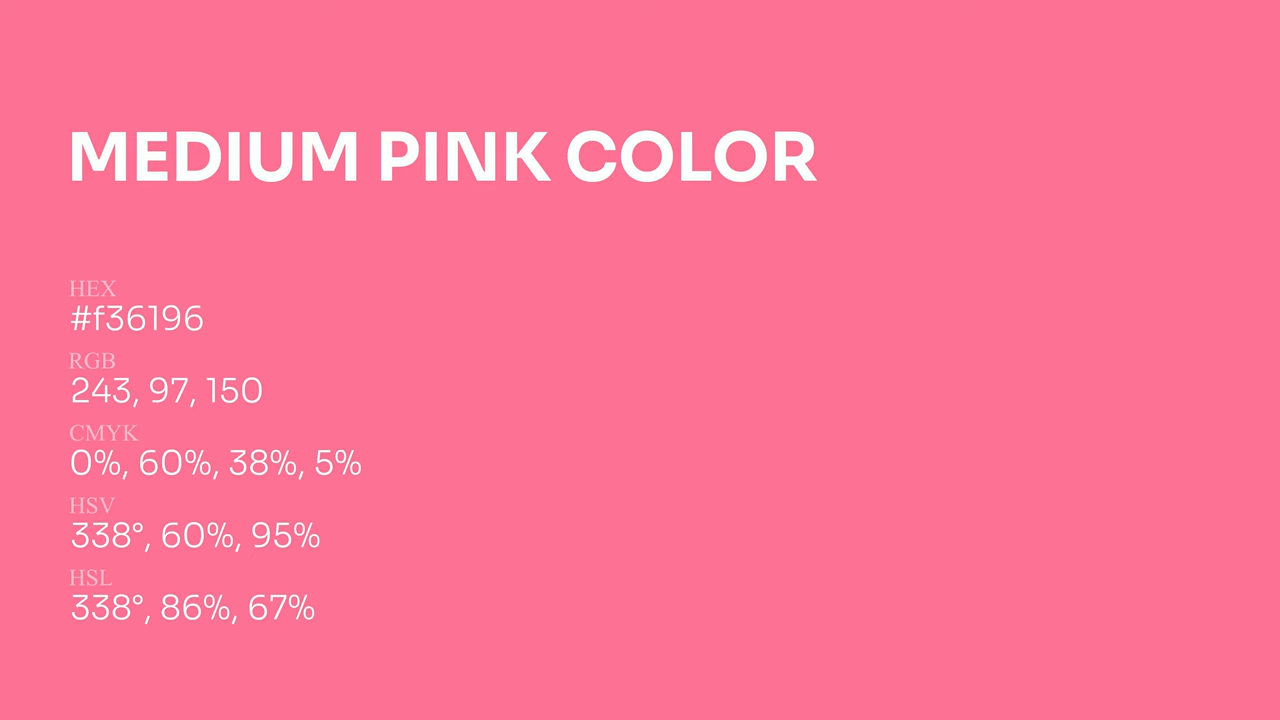 MEDIUM PINK COLOR
HEX
#f36196
RGB
243, 97, 150
CMYK
0%, 60%, 38%, 5%
HSV
338°, 60%, 95%
HSL
338°, 86%, 67%